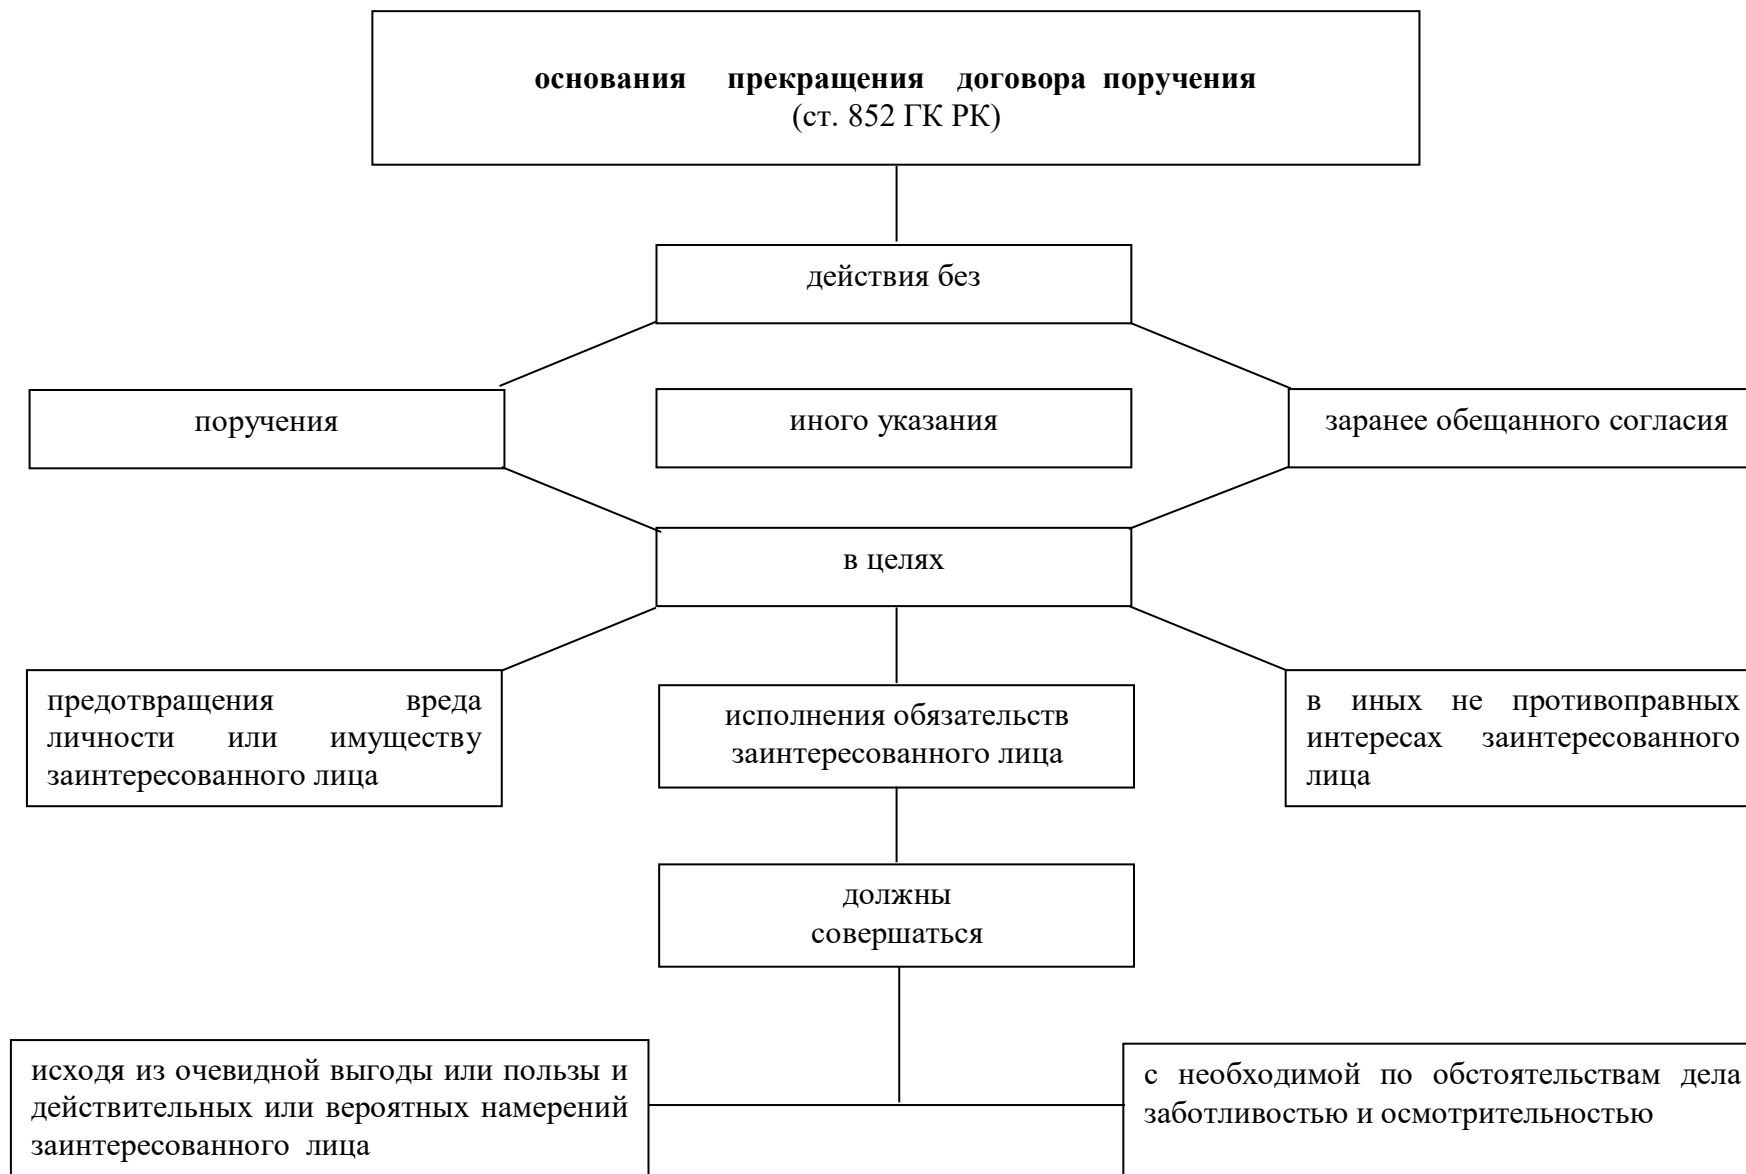 основания прекращения договора поручения
(ст. 852 ГК РК)
действия без
поручения
иного указания
заранее обещанного согласия
в целях
предотвращения вреда
личности или имуществу
заинтересованного лица
исполнения обязательств
заинтересованного лица
в иных не противоправных
интересах заинтересованного
лица
должны
совершаться
исходя из очевидной выгоды или пользы и
действительных или вероятных намерений
заинтересованного лица
с необходимой по обстоятельствам дела
заботливостью и осмотрительностью